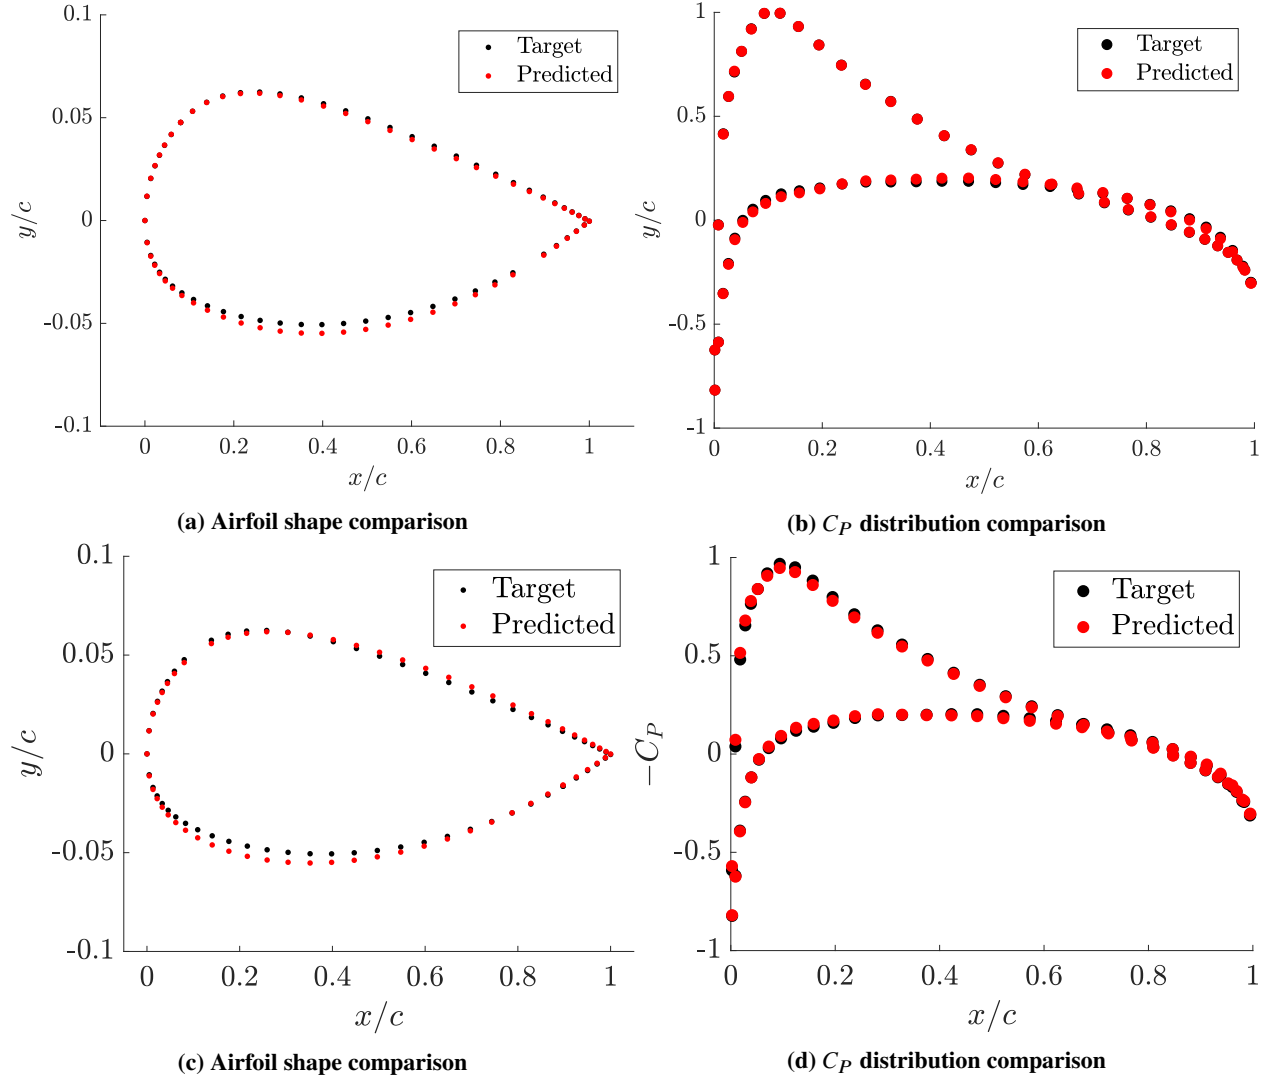 0.1
0.05
0
-0.05
-0.1
y/c
0 0.2 0.4 0.6 0.8 1
x/c
Target
Predicted
(a) Airfoil shape comparison
1
0.5
0
-0.5
-1
y/c
0 0.2 0.4 0.6 0.8 1
x/c
Target
Predicted
(b) C_P distribution comparison
0.1
0.05
0
-0.05
-0.1
y/c
0 0.2 0.4 0.6 0.8 1
x/c
Target
Predicted
(c) Airfoil shape comparison
1
0.5
0
-0.5
-1
−C_P
0 0.2 0.4 0.6 0.8 1
x/c
Target
Predicted
(d) C_P distribution comparison